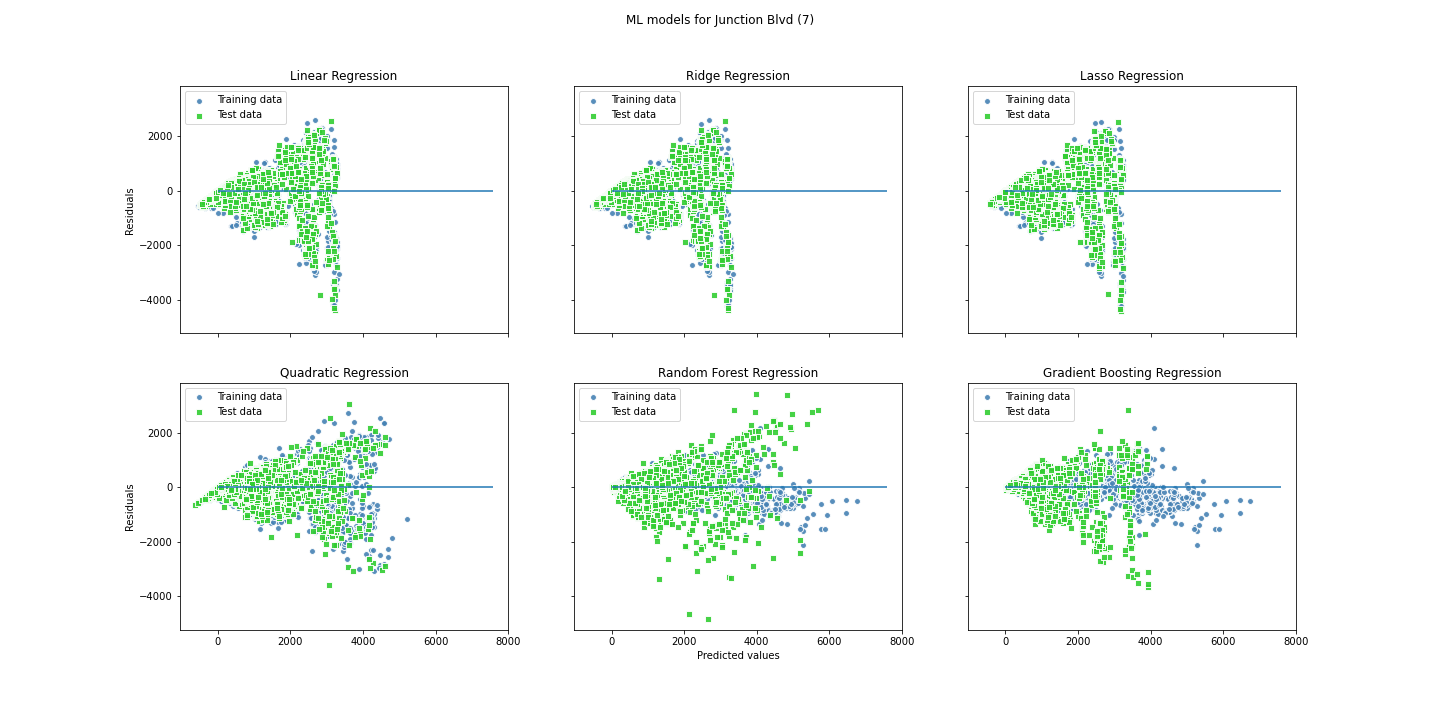 ML models for Junction Blvd (7)
Linear Regression
Training data
Test data
2000
0
−2000
−4000
Residuals
Ridge Regression
Training data
Test data
Lasso Regression
Training data
Test data
Quadratic Regression
Training data
Test data
2000
0
−2000
−4000
Residuals
0 2000 4000 6000 8000
Random Forest Regression
Training data
Test data
0 2000 4000 6000 8000
Predicted values
Gradient Boosting Regression
Training data
Test data
0 2000 4000 6000 8000